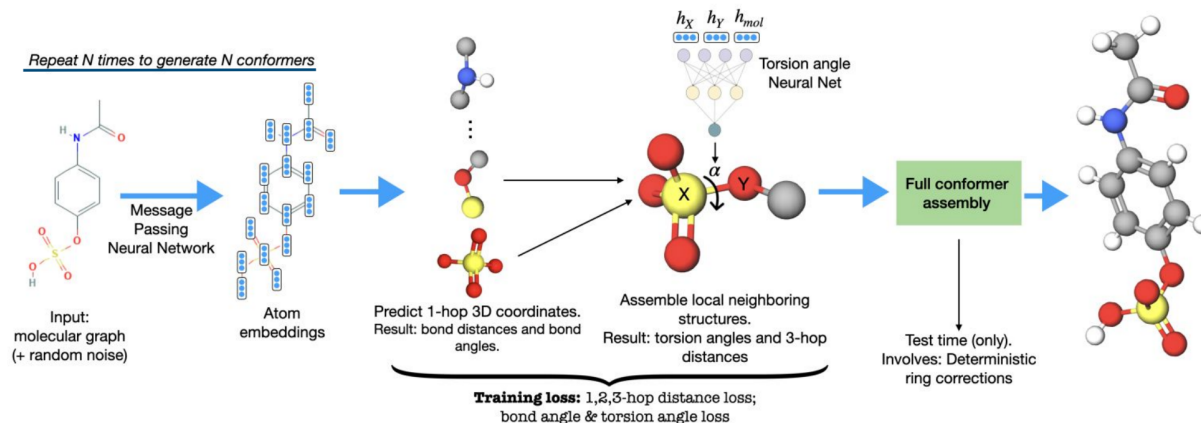 Repeat N times to generate N conformers
H
N
O
O
O
S
O
H
O
Input:
molecular graph
(+ random noise)
Message
Passing
Neural Network
Atom
embeddings
Predict 1-hop 3D coordinates.
Result: bond distances and bond
angles.
h_X h_Y h_mol
Torsion angle
Neural Net
α
X
Y
Assemble local neighboring
structures.
Result: torsion angles and 3-hop
distances
Training loss: 1,2,3-hop distance loss;
bond angle & torsion angle loss
Full conformer
assembly
Test time (only).
Involves: Deterministic
ring corrections